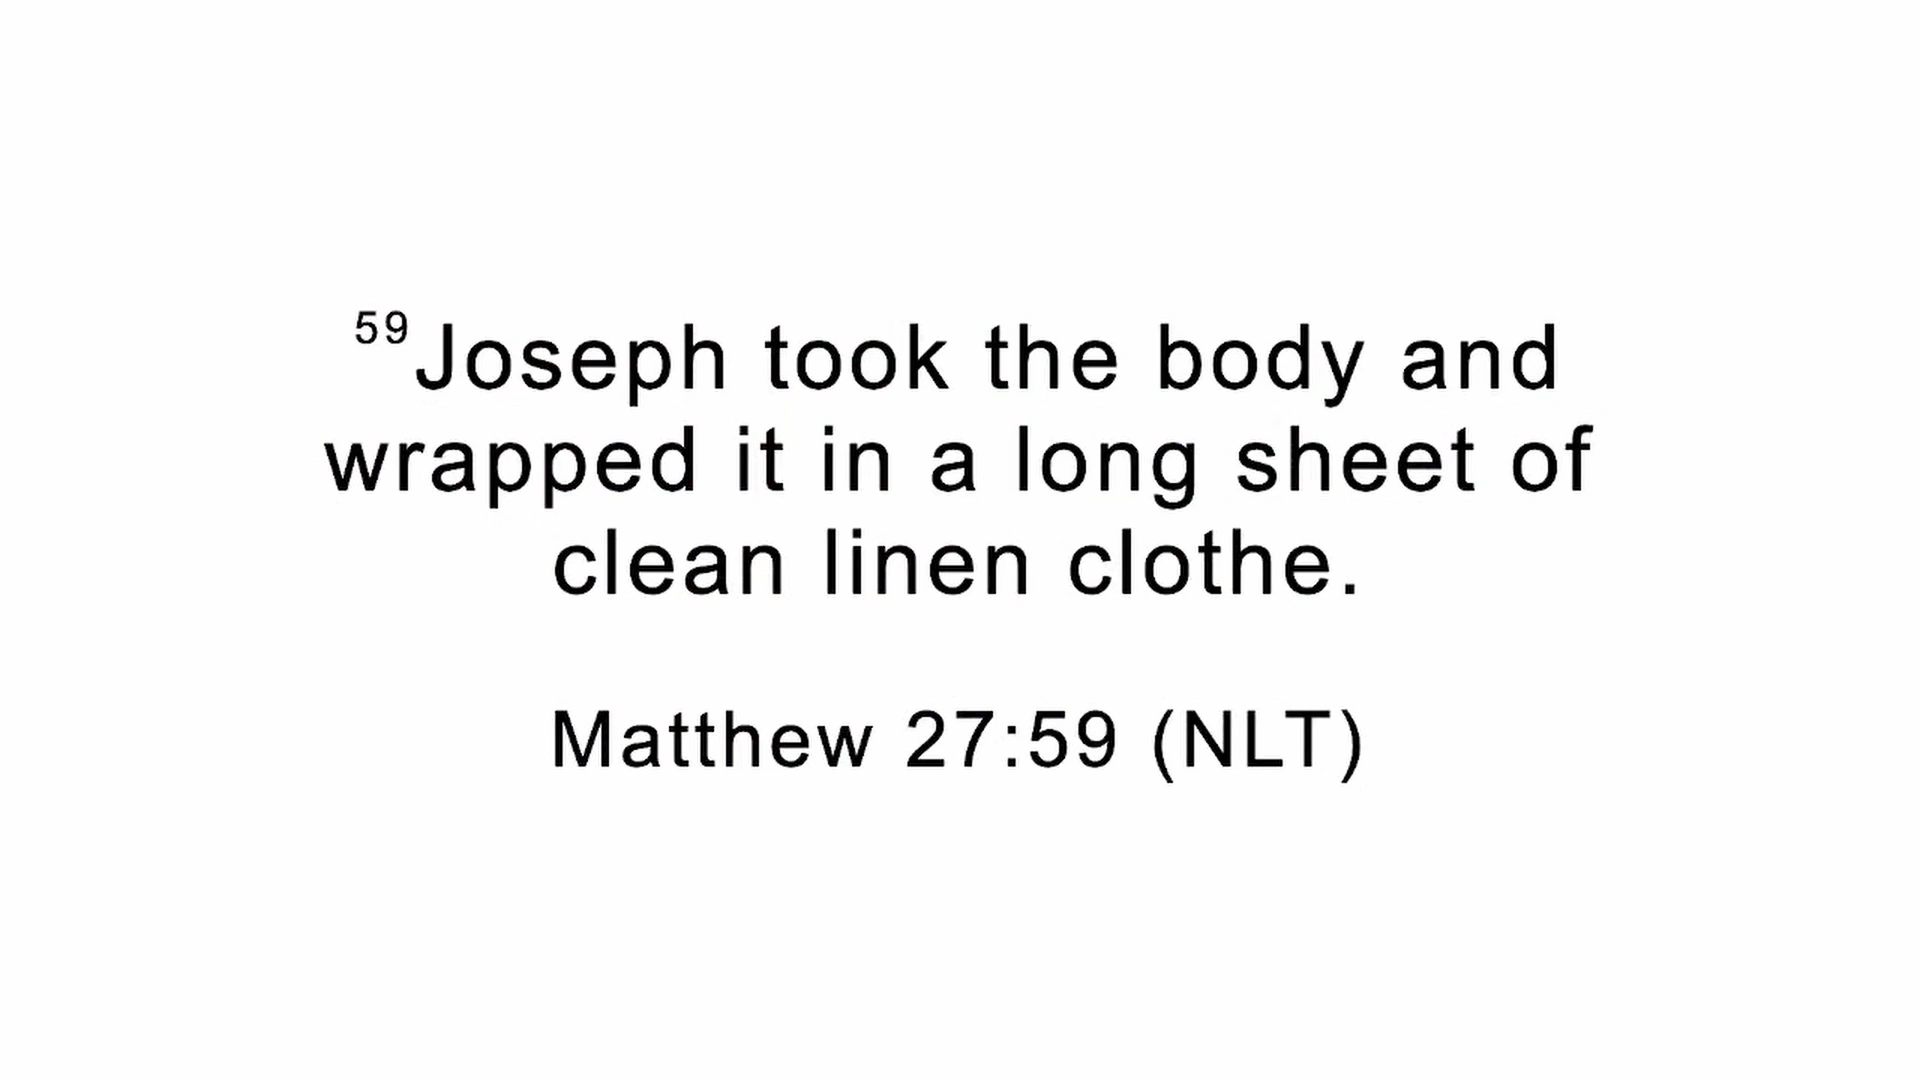 59Joseph took the body and
wrapped it in a long sheet of
clean linen clothe.
Matthew 27:59 (NLT)